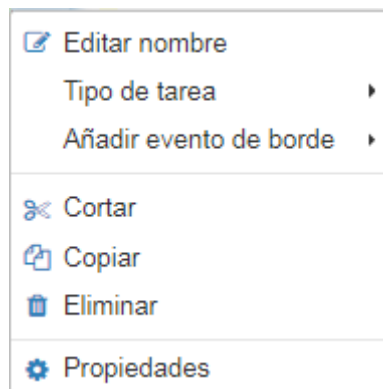 Editar nombre
Tipo de tarea
Añadir evento de borde
Cortar
Copiar
Eliminar
Propiedades